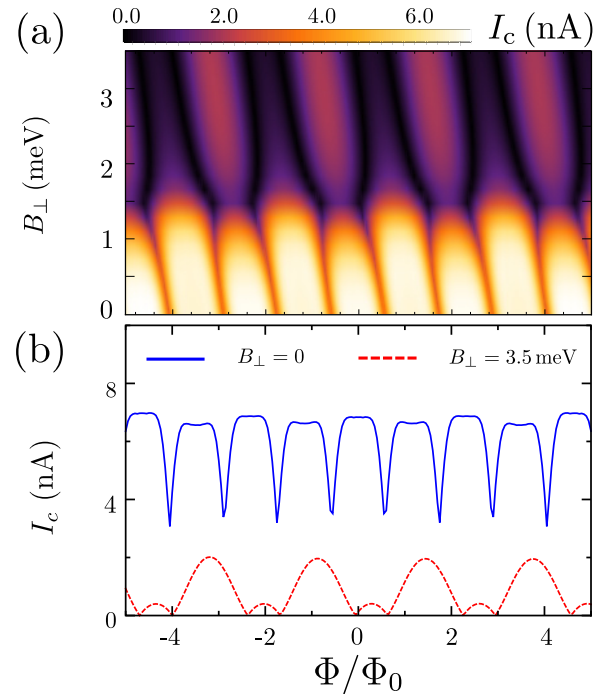 (a) 0.0 2.0 4.0 6.0 I_c (nA)
B_⊥ (meV)
3
2
1
0
(b)
B_⊥ = 0 B_⊥ = 3.5 meV
I_c (nA)
8
4
0
-4 -2 0 2 4
Φ/Φ_0